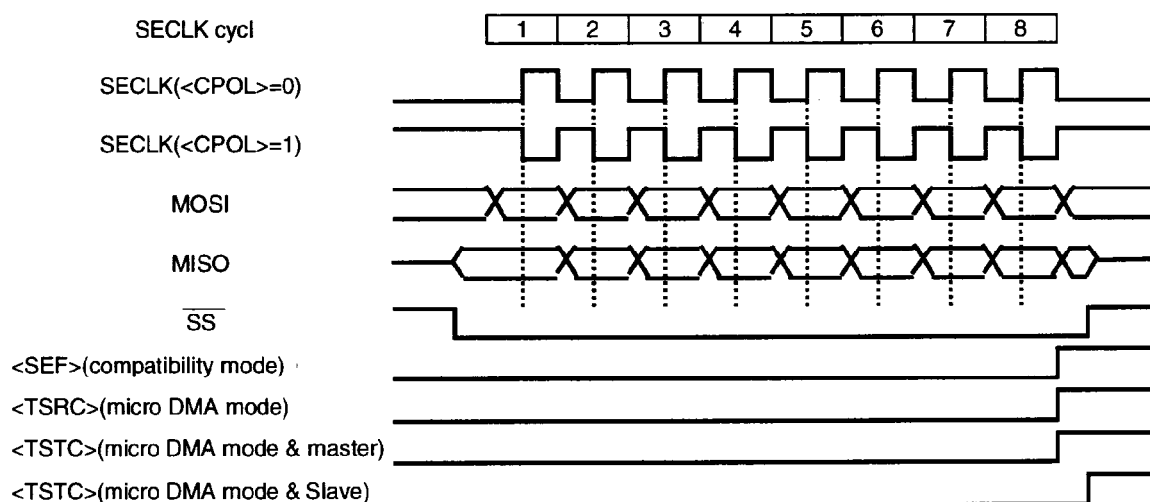 SECLK cycl 1 2 3 4 5 6 7 8
SECLK(<CPOL>=0)
SECLK(<CPOL>=1)
MOSI
MISO
SS
<SEF>(compatibility mode)
<TSRC>(micro DMA mode)
<TSTC>(micro DMA mode & master)
<TSTC>(micro DMA mode & Slave)